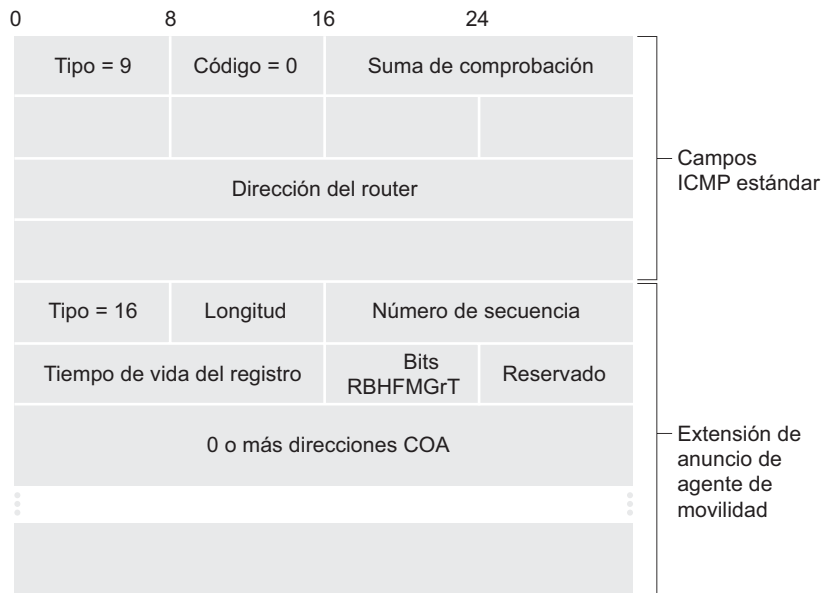 0 8 16 24
Tipo = 9 Código = 0 Suma de comprobación
Dirección del router
Campos
ICMP estándar
Tipo = 16 Longitud Número de secuencia
Tiempo de vida del registro Bits
RBHFMGrT Reservado
0 o más direcciones COA
Extensión de
anuncio de
agente de
movilidad